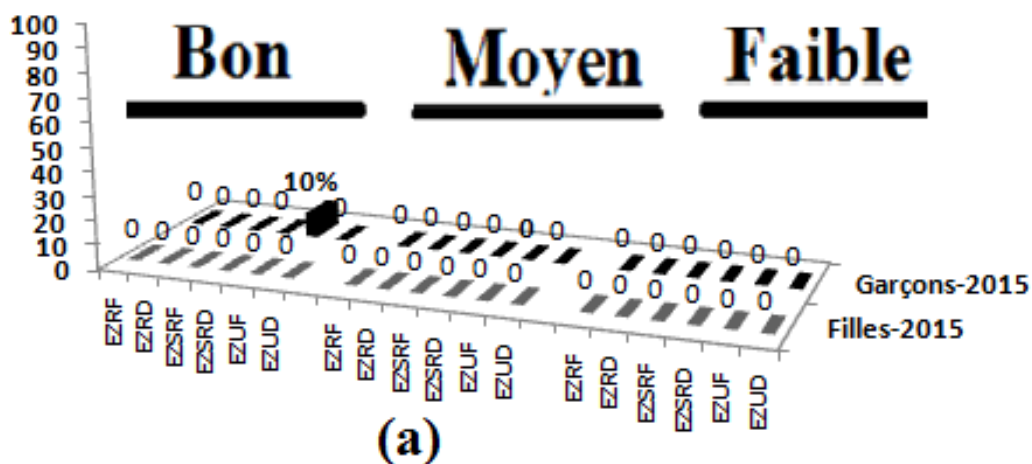 100
90
80
70
60
50
40
30
20
10
0
Bon Moyen Faible
10%
0 0 0 0 0 0 0 0 0 0 0 0 0 0 0 0 0
0 0 0 0 0 0 0 0 0 0 0 0 0 0 0 0 0 0
Garçons-2015
Filles-2015
EZRF EZRD EZSRF EZSRD EZUF EZUD EZRF EZRD EZSRF EZSRD EZUF EZUD EZRF EZRD EZSRF EZSRD EZUF EZUD
(a)